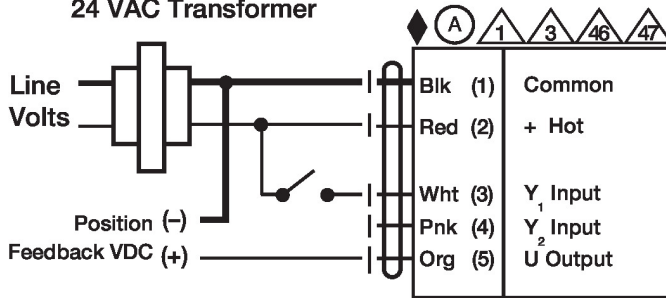 24 VAC Transformer
A 1 3 46 47
Line
Volts
Blk (1) Common
Red (2) + Hot
Wht (3) Y1 Input
Pnk (4) Y2 Input
Org (5) U Output
Position (–)
Feedback VDC (+)